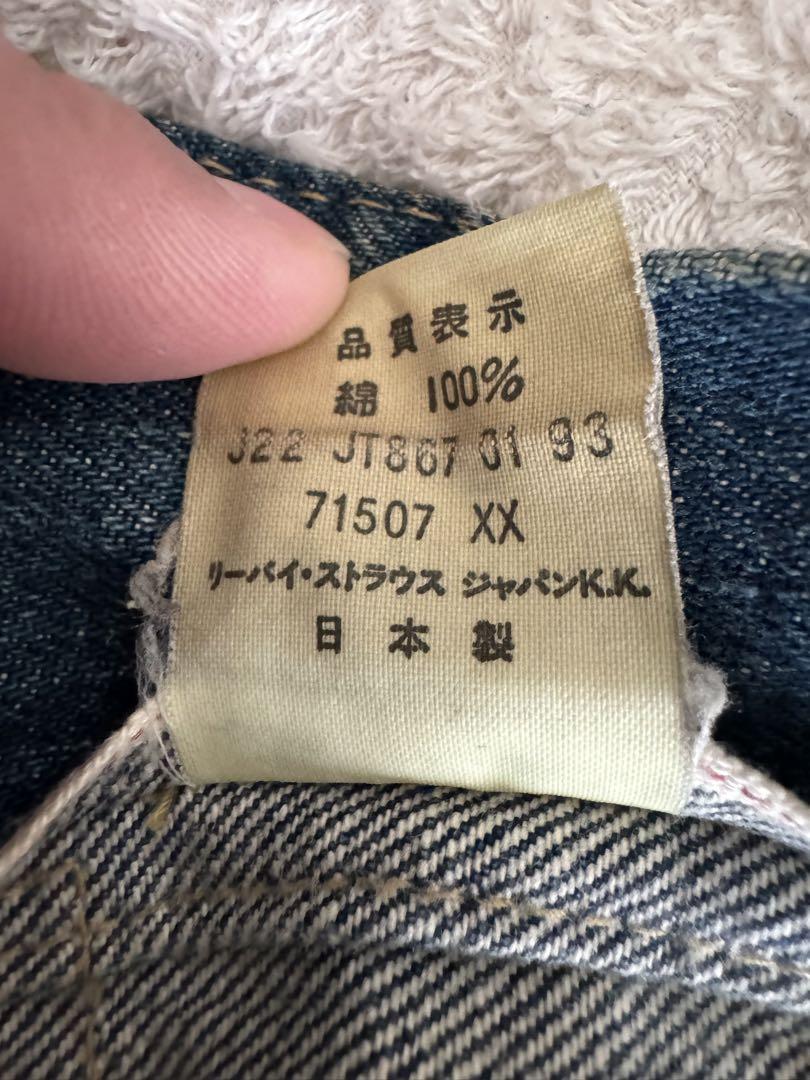 品質表示
綿 100%
J22 JT867 01 93
71507 XX
リーバイ・ストラウス ジャパンK.K.
日本製